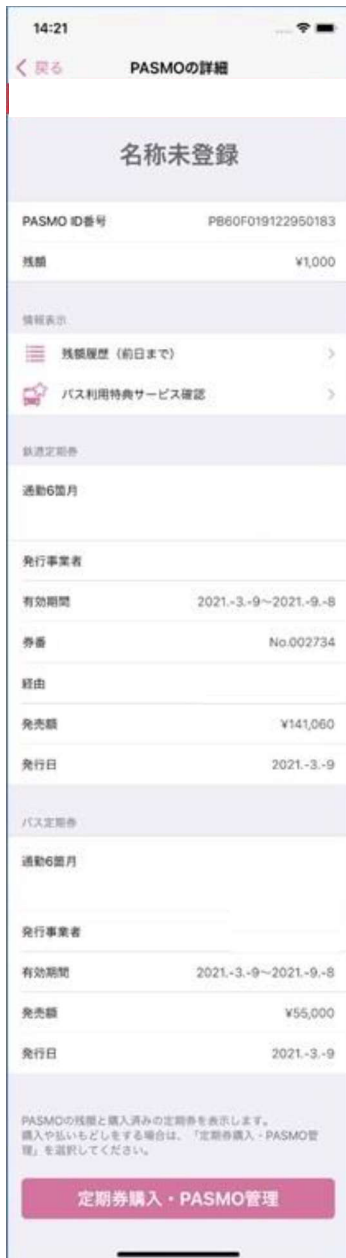 14:21
戻る
PASMOの詳細
名称未登録
PASMO ID番号 PB60F019122950183
残額 ¥1,000
情報表示
残額履歴（前日まで）
バス利用特典サービス確認
鉄道定期券
通勤6箇月
発行事業者
有効期間 2021.-3.-9～2021.-9.-8
券番 No.002734
経由
発売額 ¥141,060
発行日 2021.-3.-9
バス定期券
通勤6箇月
発行事業者
有効期間 2021.-3.-9～2021.-9.-8
発売額 ¥55,000
発行日 2021.-3.-9
PASMOの残額と購入済みの定期券を表示します。
購入や払いもどしをする場合は、「定期券購入・PASMO管
理」を選択してください。
定期券購入・PASMO管理